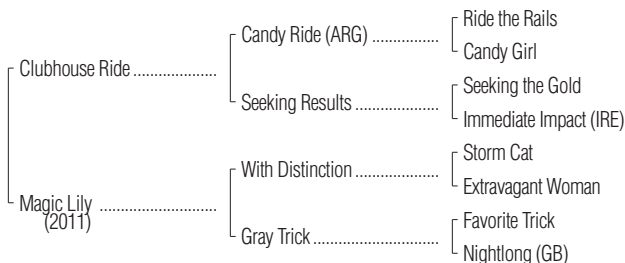 Ride the Rails
Candy Ride (ARG) ................
Candy Girl
Clubhouse Ride ....................
Seeking the Gold
Seeking Results ....................
Immediate Impact (IRE)
Storm Cat
With Distinction ....................
Extravagant Woman
Magic Lily ............................
(2011)
Favorite Trick
Gray Trick ..............................
Nightlong (GB)